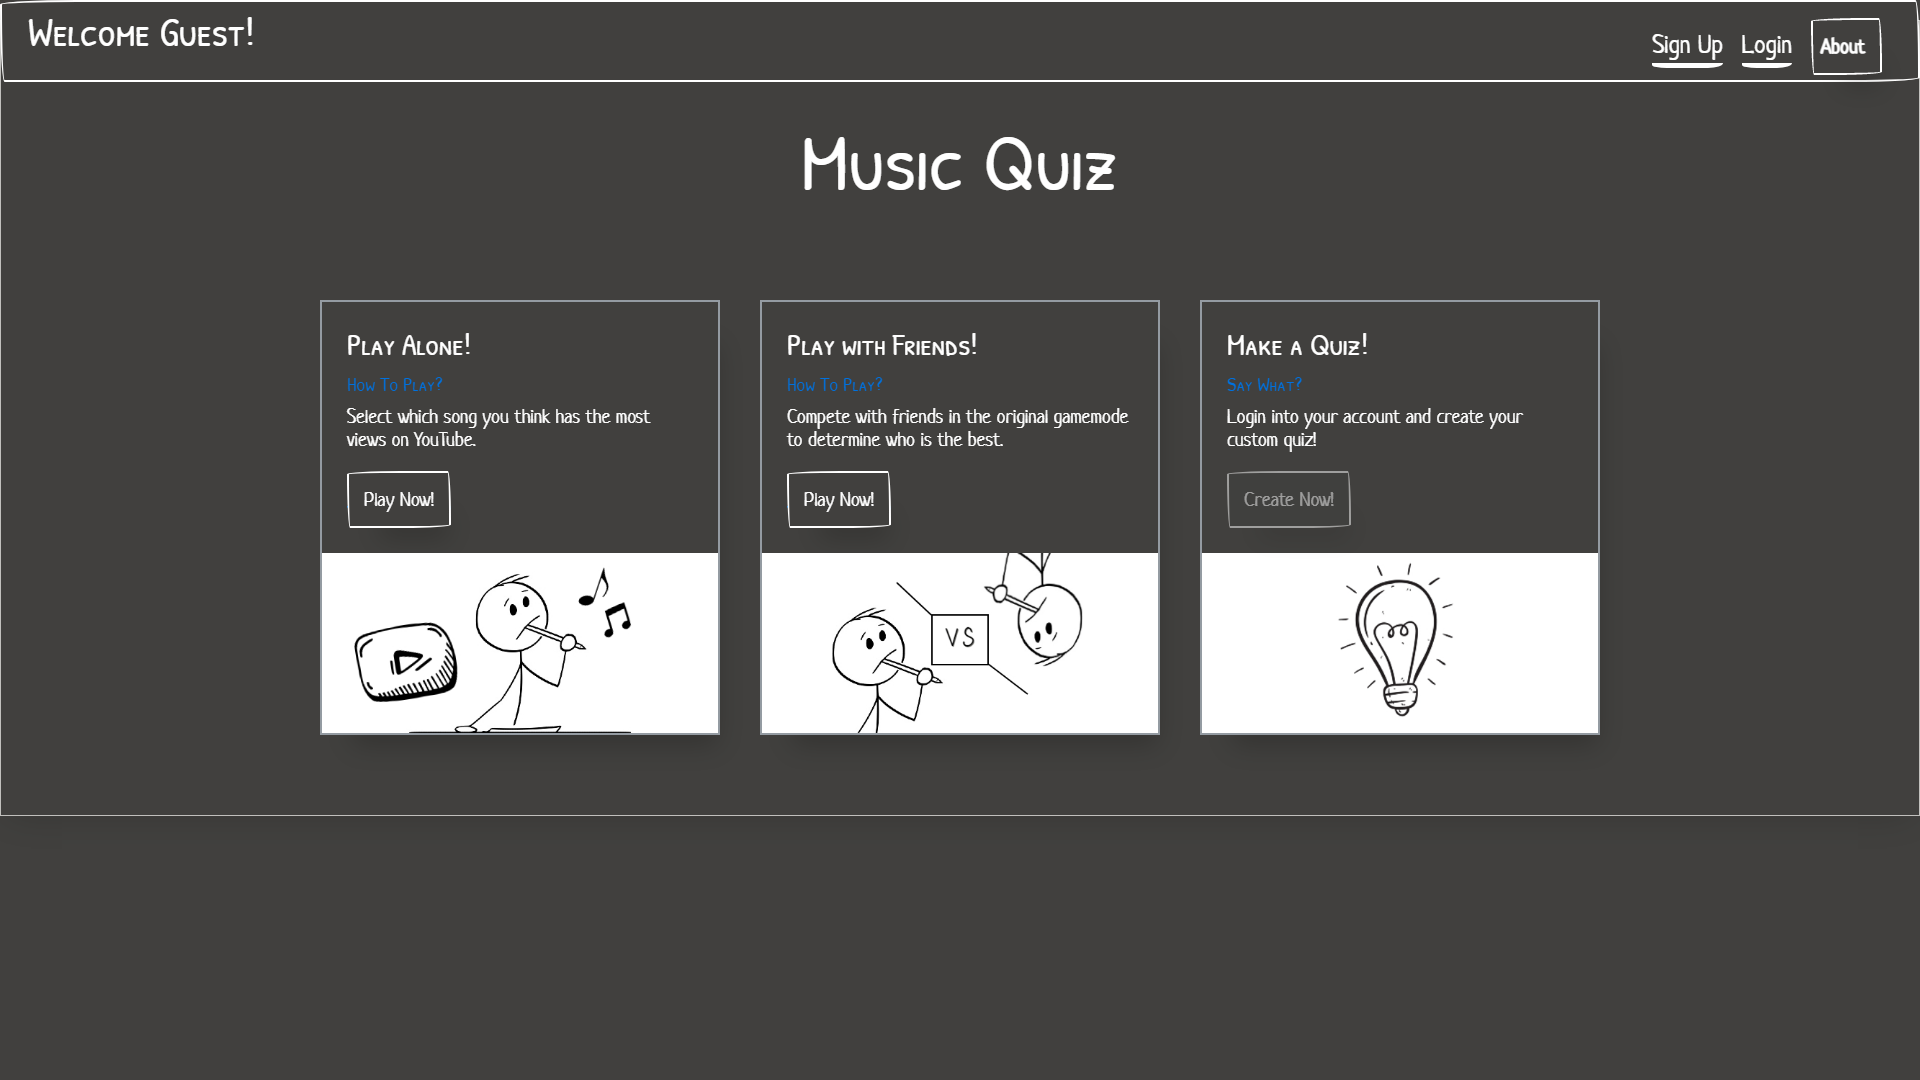 Welcome Guest!
Sign Up Login About
Music Quiz
Play Alone!
How To Play?
Select which song you think has the most
views on YouTube.
Play Now!
Play with Friends!
How To Play?
Compete with friends in the original gamemode
to determine who is the best.
Play Now!
VS
Make a Quiz!
Say What?
Login into your account and create your
custom quiz!
Create Now!